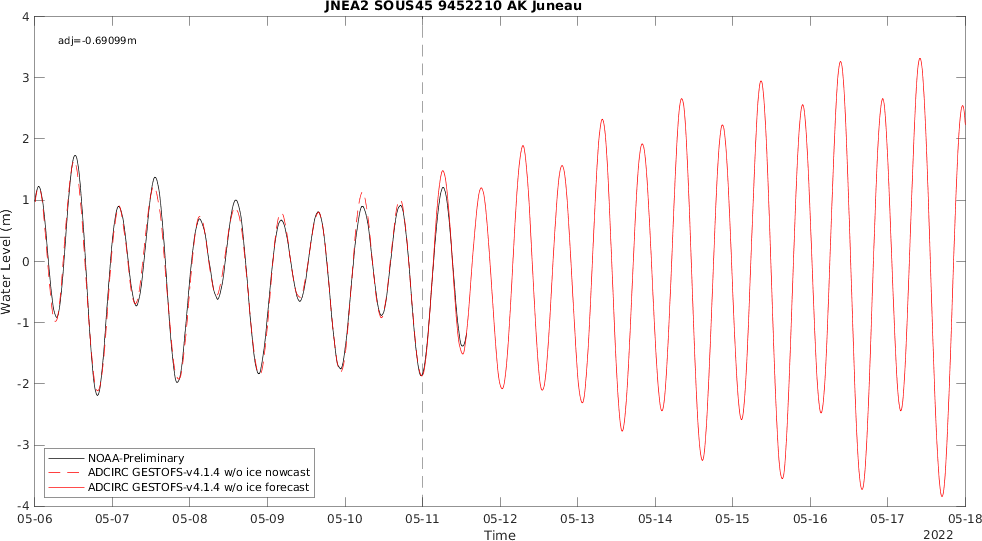 JNEA2 SOUS45 9452210 AK Juneau
adj=-0.69099m
4
3
2
1
0
-1
-2
-3
-4
Water Level (m)
NOAA-Preliminary
ADCIRC GESTOFS-v4.1.4 w/o ice nowcast
ADCIRC GESTOFS-v4.1.4 w/o ice forecast
05-06 05-07 05-08 05-09 05-10 05-11 05-12 05-13 05-14 05-15 05-16 05-17 05-18
Time
2022